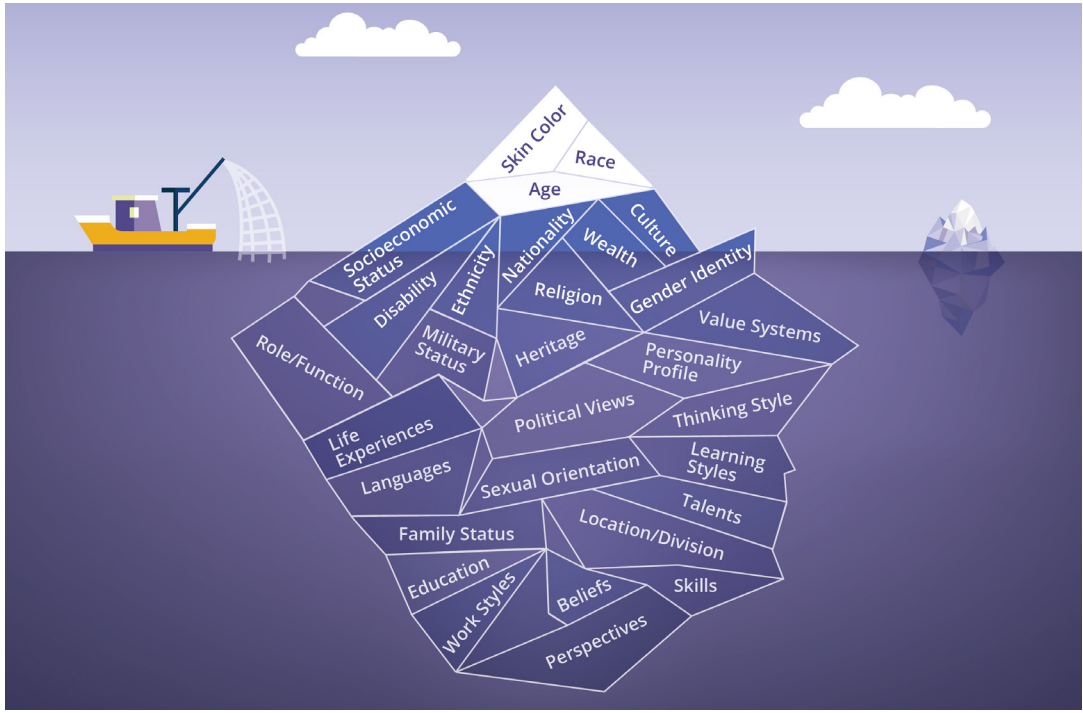 Skin Color
Race
Age
Socioeconomic
Status
Disability
Ethnicity
Nationality
Wealth
Culture
Religion
Gender Identity
Value Systems
Role/Function
Military
Status
Heritage
Personality
Profile
Political Views
Thinking Style
Life
Experiences
Languages
Sexual Orientation
Learning
Styles
Talents
Family Status
Location/Division
Education
Work Styles
Beliefs
Skills
Perspectives